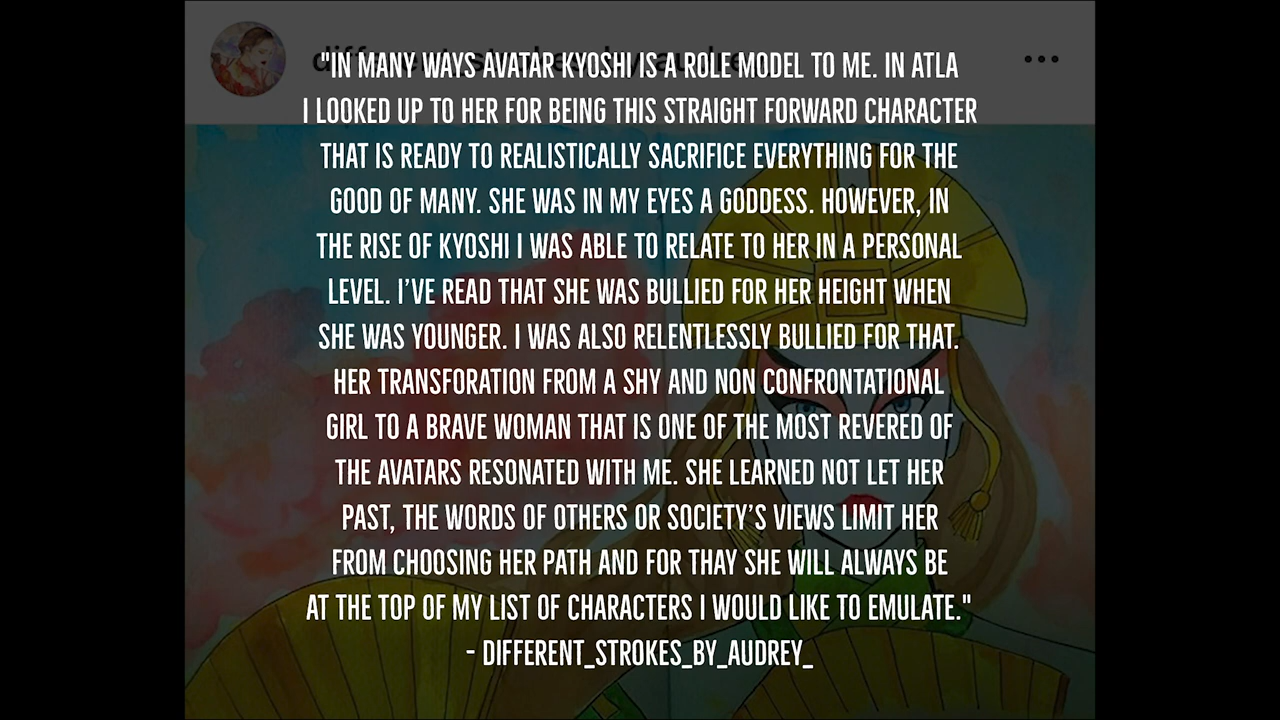 "IN MANY WAYS AVATAR KYOSHI IS A ROLE MODEL TO ME. IN ATLA
I LOOKED UP TO HER FOR BEING THIS STRAIGHT FORWARD CHARACTER
THAT IS READY TO REALISTICALLY SACRIFICE EVERYTHING FOR THE
GOOD OF MANY. SHE WAS IN MY EYES A GODDESS. HOWEVER, IN
THE RISE OF KYOSHI I WAS ABLE TO RELATE TO HER IN A PERSONAL
LEVEL. I'VE READ THAT SHE WAS BULLIED FOR HER HEIGHT WHEN
SHE WAS YOUNGER. I WAS ALSO RELENTLESSLY BULLIED FOR THAT.
HER TRANSFORATION FROM A SHY AND NON CONFRONTATIONAL
GIRL TO A BRAVE WOMAN THAT IS ONE OF THE MOST REVERED OF
THE AVATARS RESONATED WITH ME. SHE LEARNED NOT LET HER
PAST, THE WORDS OF OTHERS OR SOCIETY'S VIEWS LIMIT HER
FROM CHOOSING HER PATH AND FOR THAY SHE WILL ALWAYS BE
AT THE TOP OF MY LIST OF CHARACTERS I WOULD LIKE TO EMULATE."
- DIFFERENT_STROKES_BY_AUDREY_